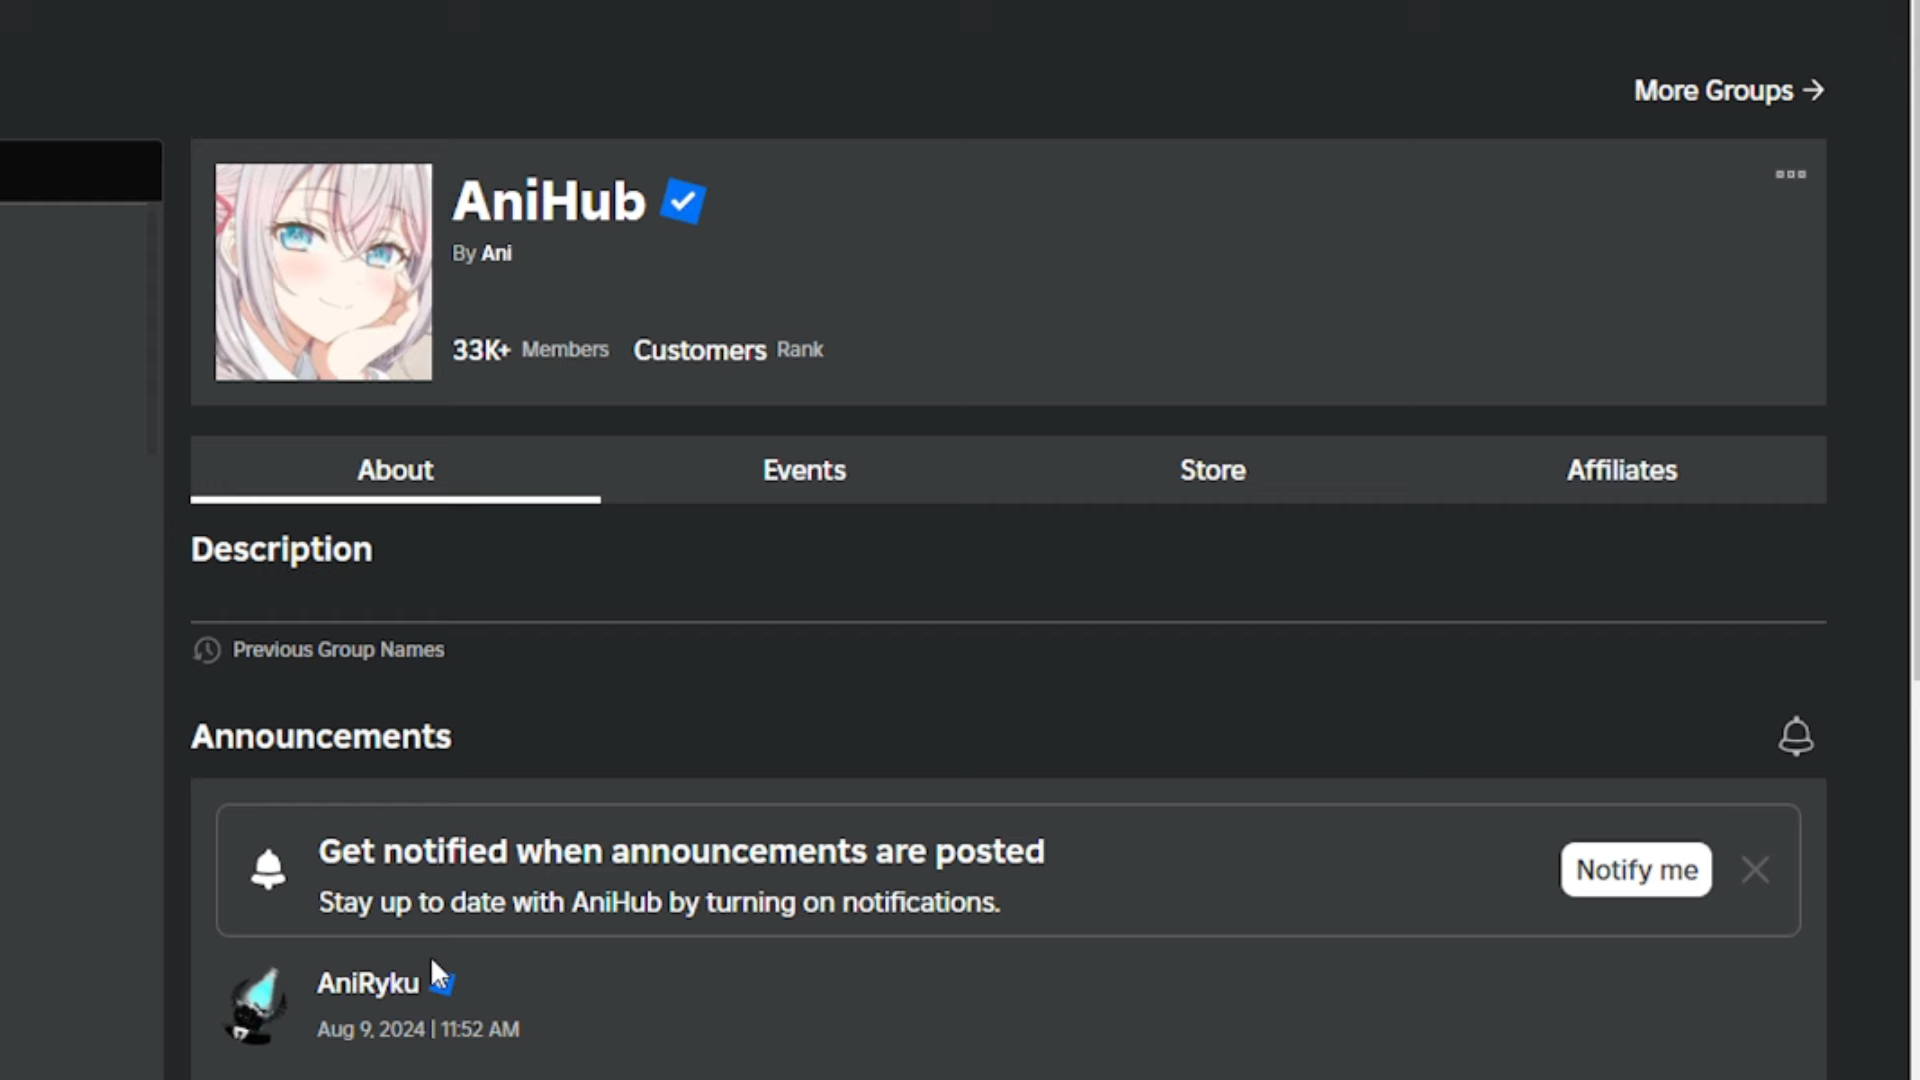 More Groups
AniHub
By Ani
33K+ Members Customers Rank
About Events Store Affiliates
Description
Previous Group Names
Announcements
Get notified when announcements are posted
Stay up to date with AniHub by turning on notifications.
Notify me
AniRyku
Aug 9, 2024 | 11:52 AM